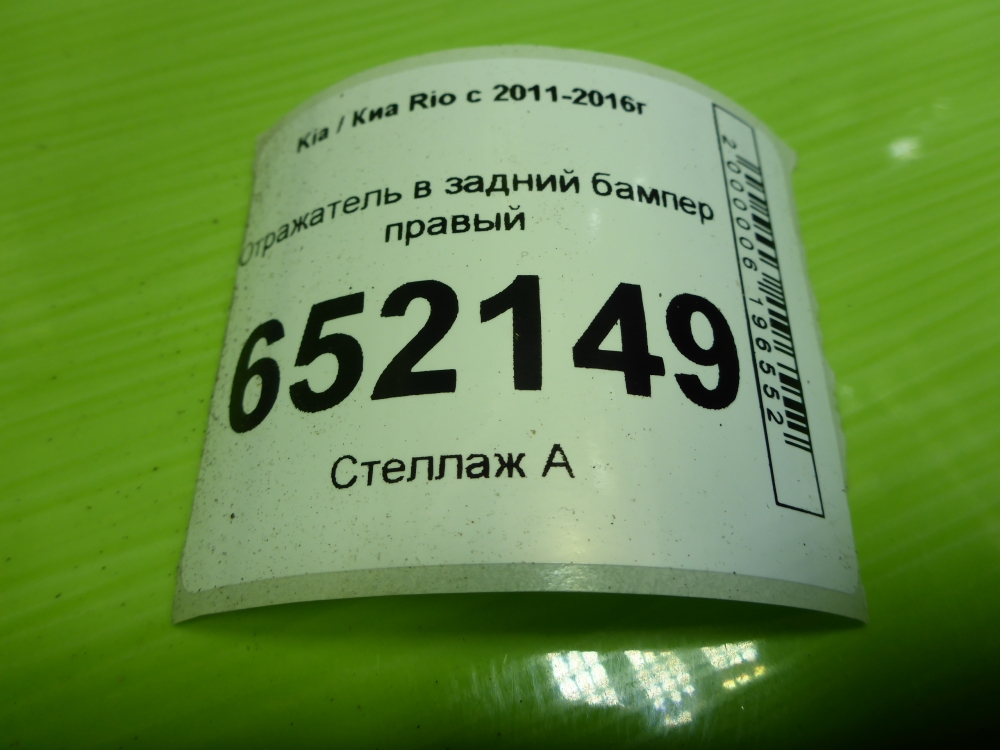 Kia / Киа Rio с 2011-2016г
Отражатель в задний бампер
правый
652149
Стеллаж А
2000006196552